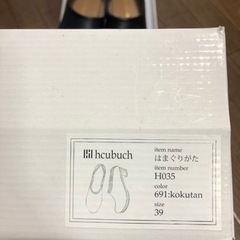 hcubuch
item name
はまぐりがた
item number
H035
color
691:kokutan
size
39